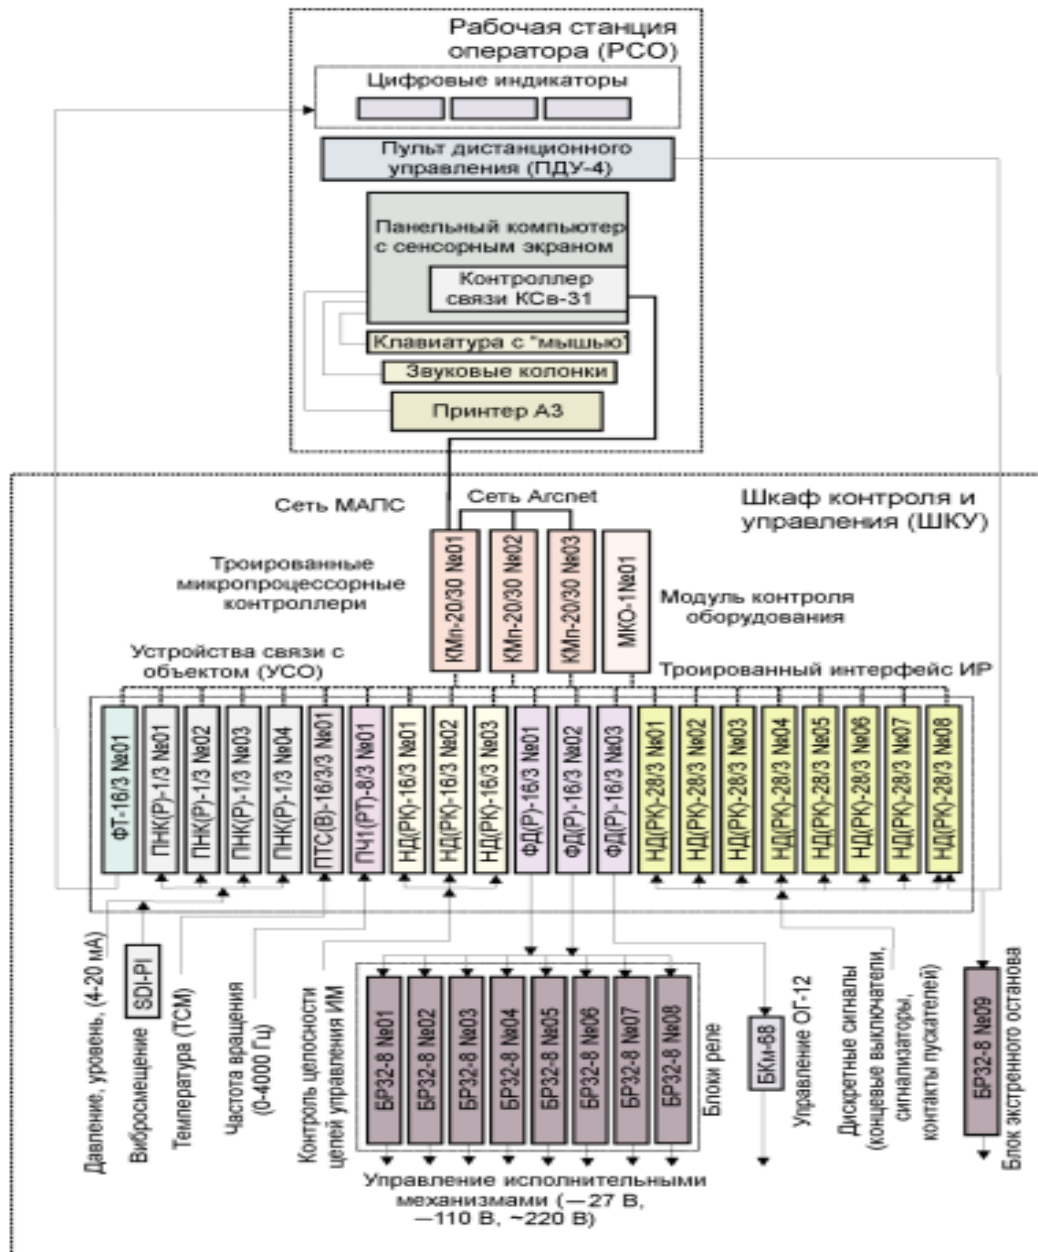 Рабочая станция
оператора (РСО)
Цифровые индикаторы
Пульт дистанционного
управления (ПДУ-4)
Панельный компьютер
с сенсорным экраном
Контроллер
связи КСв-31
Клавиатура с "мышью"
Звуковые колонки
Принтер А3
Сеть МАПС
Сеть Arcnet
Шкаф контроля и
управления (ШКУ)
Троированные
микропроцессорные
контроллери
КМп-20/30 №01
КМп-20/30 №02
КМп-20/30 №03
МКО-1№01
Модуль контроля
оборудования
Устройства связи с
объектом (УСО)
Троированный интерфейс ИР
ФТ-16/3 №01
ПНК(Р)-1/3 №01
ПНК(Р)-1/3 №02
ПНК(Р)-1/3 №03
ПНК(Р)-1/3 №04
ПТС(В)-16/3/3 №01
ПЧ1(РТ)-8/3 №01
НД(РК)-16/3 №01
НД(РК)-16/3 №02
НД(РК)-16/3 №03
ФД(Р)-16/3 №01
ФД(Р)-16/3 №02
ФД(Р)-16/3 №03
НД(РК)-28/3 №01
НД(РК)-28/3 №02
НД(РК)-28/3 №03
НД(РК)-28/3 №04
НД(РК)-28/3 №05
НД(РК)-28/3 №06
НД(РК)-28/3 №07
НД(РК)-28/3 №08
Давление, уровень, (4-20 мА)
Вибросмещение
SDI-PI
Температура (ТСМ)
Частота вращения
(0-4000 Гц)
Контроль целосности
цепей управления ИМ
БР32-8 №01
БР32-8 №02
БР32-8 №03
БР32-8 №04
БР32-8 №05
БР32-8 №06
БР32-8 №07
БР32-8 №08
Блоки реле
БКм-68
Управление ОГ-12
Дискретные сигналы
(концевые выключатели,
сигнализаторы,
контакты пускателей)
БР32-8 №09
Блок экстренного останова
Управление исполнительными
механизмами (—27 В,
—110 В, ~220 В)